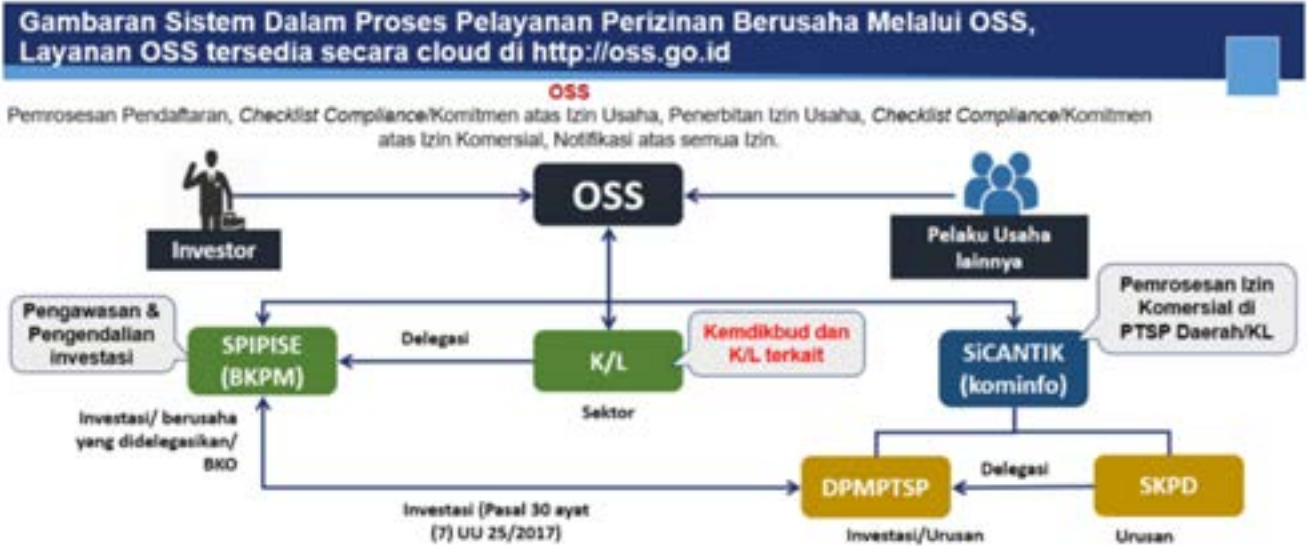 Gambaran Sistem Dalam Proses Pelayanan Perizinan Berusaha Melalui OSS,
Layanan OSS tersedia secara cloud di http://oss.go.id
OSS
Pemrosesan Pendaftaran, Checklist Compliance/Komitmen atas Izin Usaha, Penerbitan Izin Usaha, Checklist Compliance/Komitmen
atas Izin Komersial, Notifikasi atas semua Izin.
OSS
Investor
Pelaku Usaha
lainnya
Pengawasan &
Pengendalian
investasi
SPIPISE
(BKPM)
Delegasi
K/L
Kemdikbud dan
K/L terkait
SiCANTIK
(kominfo)
Pemrosesan Izin
Komersial di
PTSP Daerah/KL
Sektor
Investasi/ berusaha
yang didelegasikan/
BKO
DPMPTSP
Delegasi
SKPD
Investasi (Pasal 30 ayat
(7) UU 25/2017)
Investasi/Urusan
Urusan